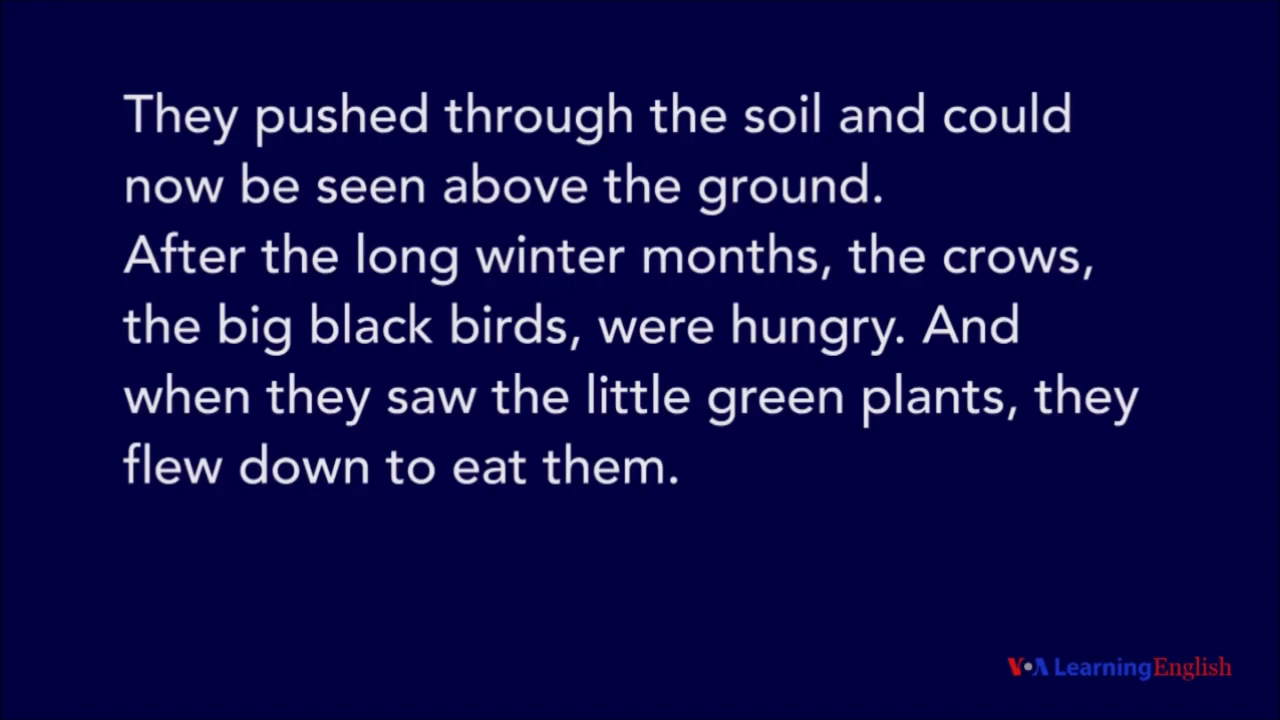 They pushed through the soil and could
now be seen above the ground.
After the long winter months, the crows,
the big black birds, were hungry. And
when they saw the little green plants, they
flew down to eat them.
VOA LearningEnglish